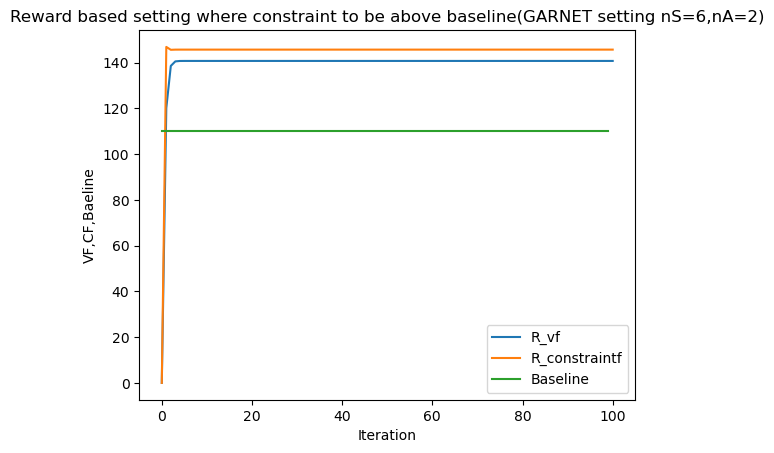 Reward based setting where constraint to be above baseline(GARNET setting nS=6,nA=2)
140
120
100
80
60
40
20
0
VF,CF,Baeline
R_vf
R_constraintf
Baseline
0 20 40 60 80 100
Iteration